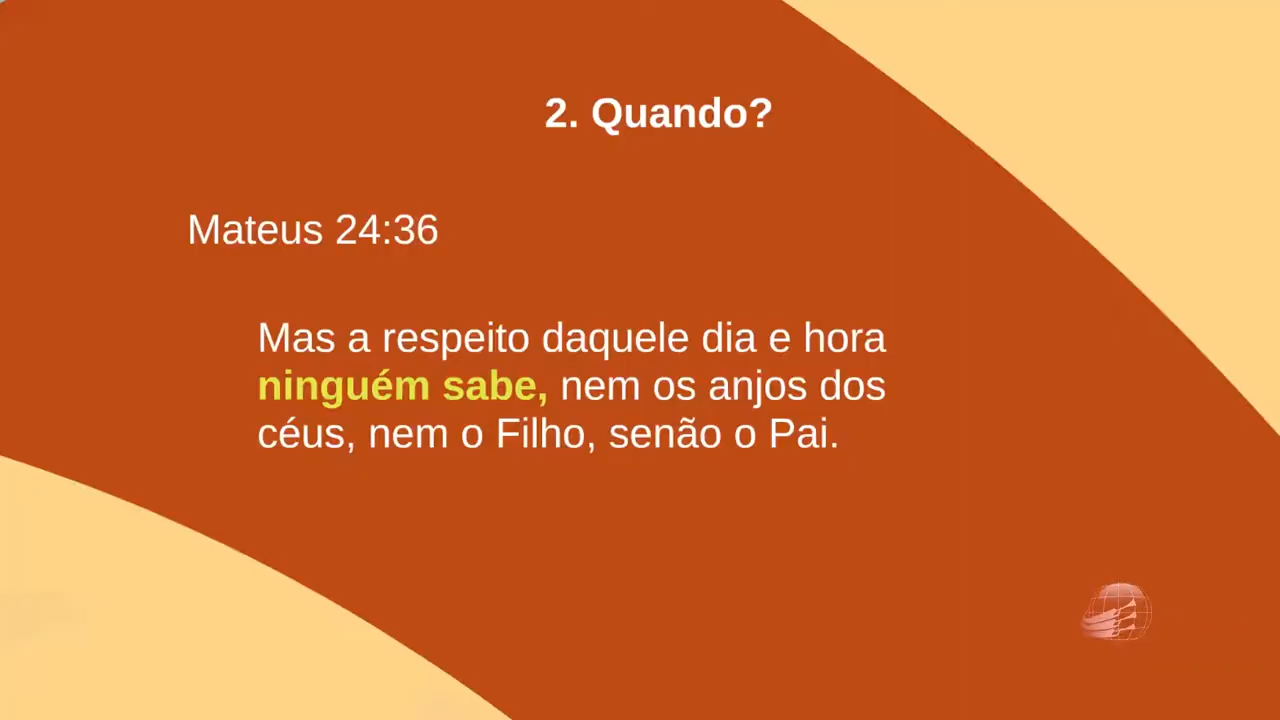 2. Quando?
Mateus 24:36
Mas a respeito daquele dia e hora
ninguém sabe, nem os anjos dos
céus, nem o Filho, senão o Pai.